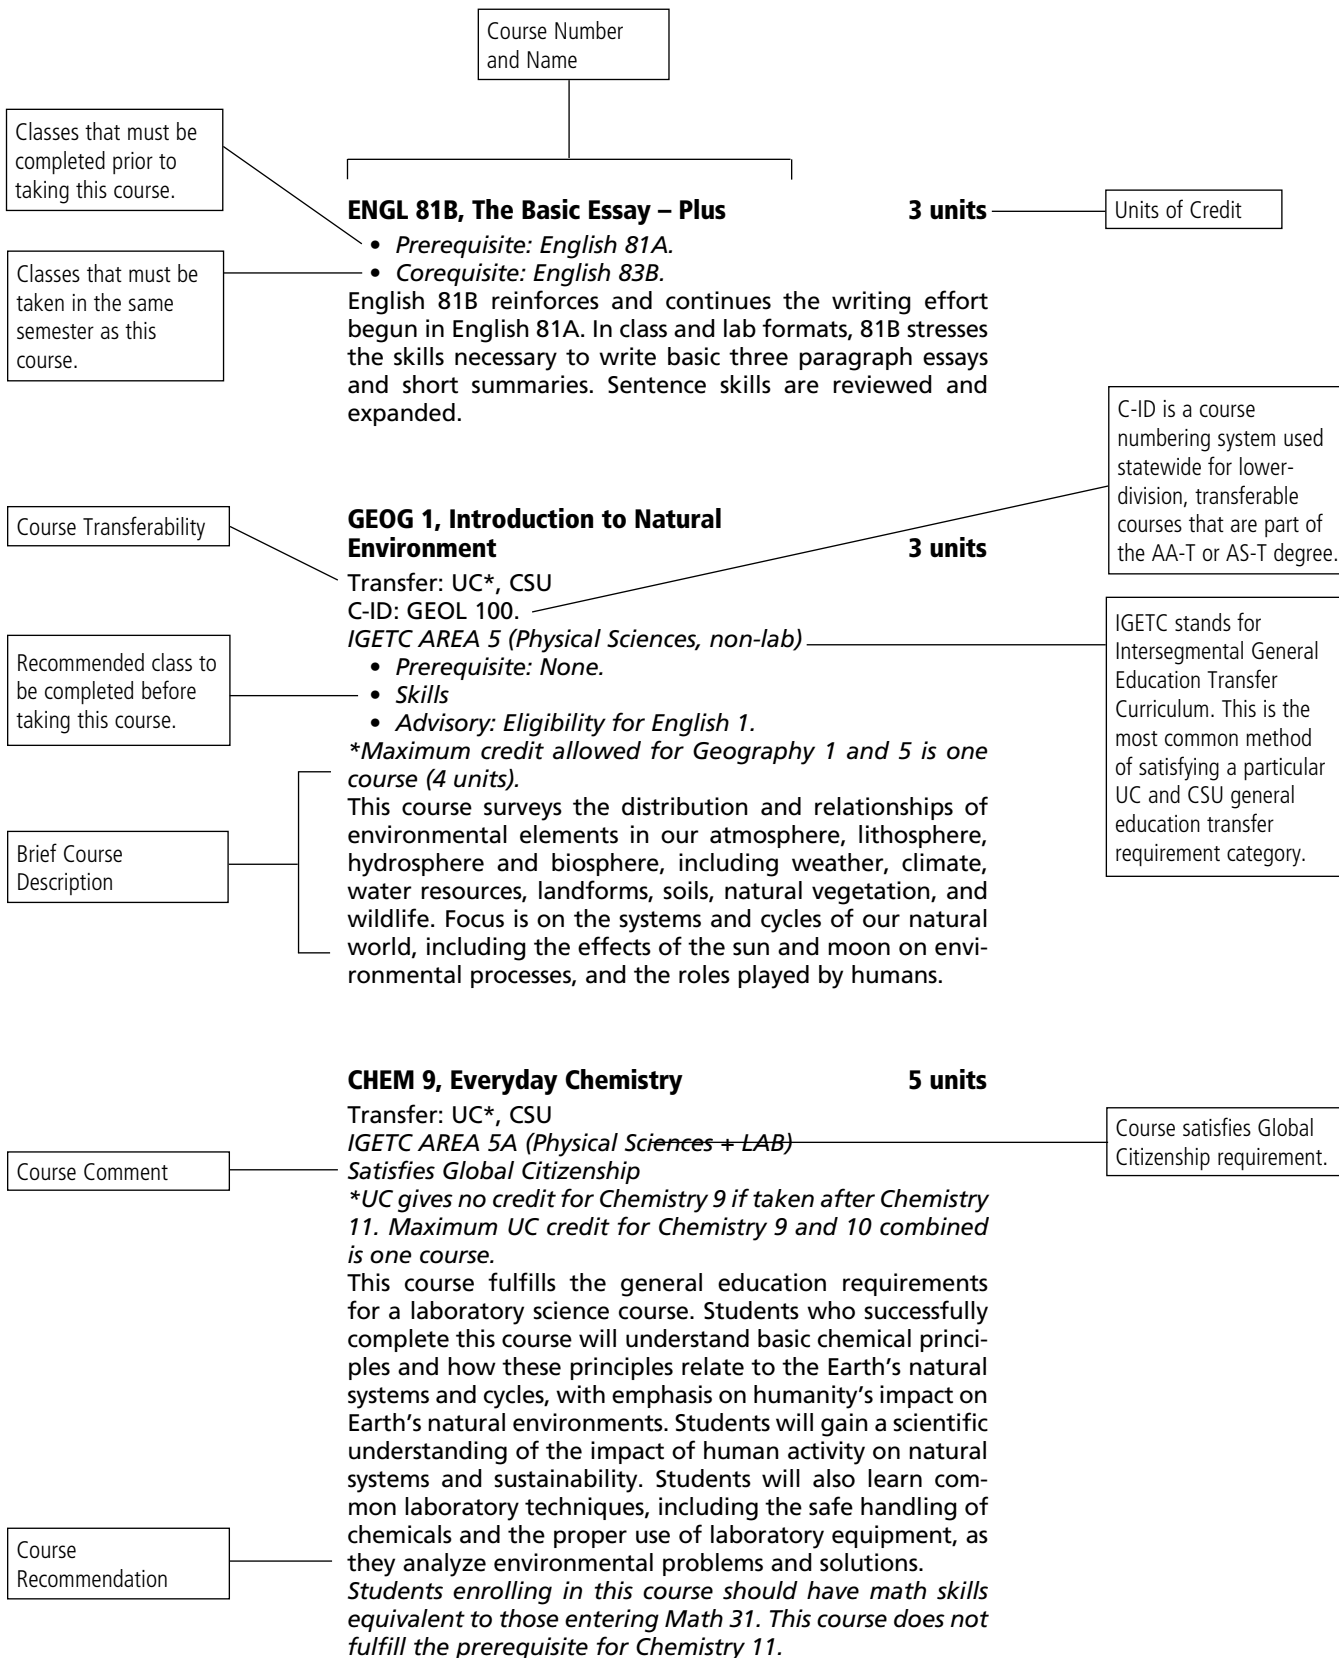 Course Number
and Name
Classes that must be
completed prior to
taking this course.
ENGL 81B, The Basic Essay – Plus 3 units
Units of Credit
• Prerequisite: English 81A.
• Corequisite: English 83B.
Classes that must be
taken in the same
semester as this
course.
English 81B reinforces and continues the writing effort
begun in English 81A. In class and lab formats, 81B stresses
the skills necessary to write basic three paragraph essays
and short summaries. Sentence skills are reviewed and
expanded.
C-ID is a course
numbering system used
statewide for lower-
division, transferable
courses that are part of
the AA-T or AS-T degree.
Course Transferability
GEOG 1, Introduction to Natural
Environment 3 units
Transfer: UC*, CSU
C-ID: GEOL 100.
IGETC AREA 5 (Physical Sciences, non-lab)
• Prerequisite: None.
• Skills
• Advisory: Eligibility for English 1.
Recommended class to
be completed before
taking this course.
IGETC stands for
Intersegmental General
Education Transfer
Curriculum. This is the
most common method
of satisfying a particular
UC and CSU general
education transfer
requirement category.
*Maximum credit allowed for Geography 1 and 5 is one
course (4 units).
This course surveys the distribution and relationships of
environmental elements in our atmosphere, lithosphere,
hydrosphere and biosphere, including weather, climate,
water resources, landforms, soils, natural vegetation, and
wildlife. Focus is on the systems and cycles of our natural
world, including the effects of the sun and moon on envi-
ronmental processes, and the roles played by humans.
Brief Course
Description
CHEM 9, Everyday Chemistry 5 units
Transfer: UC*, CSU
IGETC AREA 5A (Physical Sciences + LAB)
Satisfies Global Citizenship
Course satisfies Global
Citizenship requirement.
Course Comment
*UC gives no credit for Chemistry 9 if taken after Chemistry
11. Maximum UC credit for Chemistry 9 and 10 combined
is one course.
This course fulfills the general education requirements
for a laboratory science course. Students who successfully
complete this course will understand basic chemical princi-
ples and how these principles relate to the Earth's natural
systems and cycles, with emphasis on humanity's impact on
Earth's natural environments. Students will gain a scientific
understanding of the impact of human activity on natural
systems and sustainability. Students will also learn com-
mon laboratory techniques, including the safe handling of
chemicals and the proper use of laboratory equipment, as
they analyze environmental problems and solutions.
Course
Recommendation
Students enrolling in this course should have math skills
equivalent to those entering Math 31. This course does not
fulfill the prerequisite for Chemistry 11.